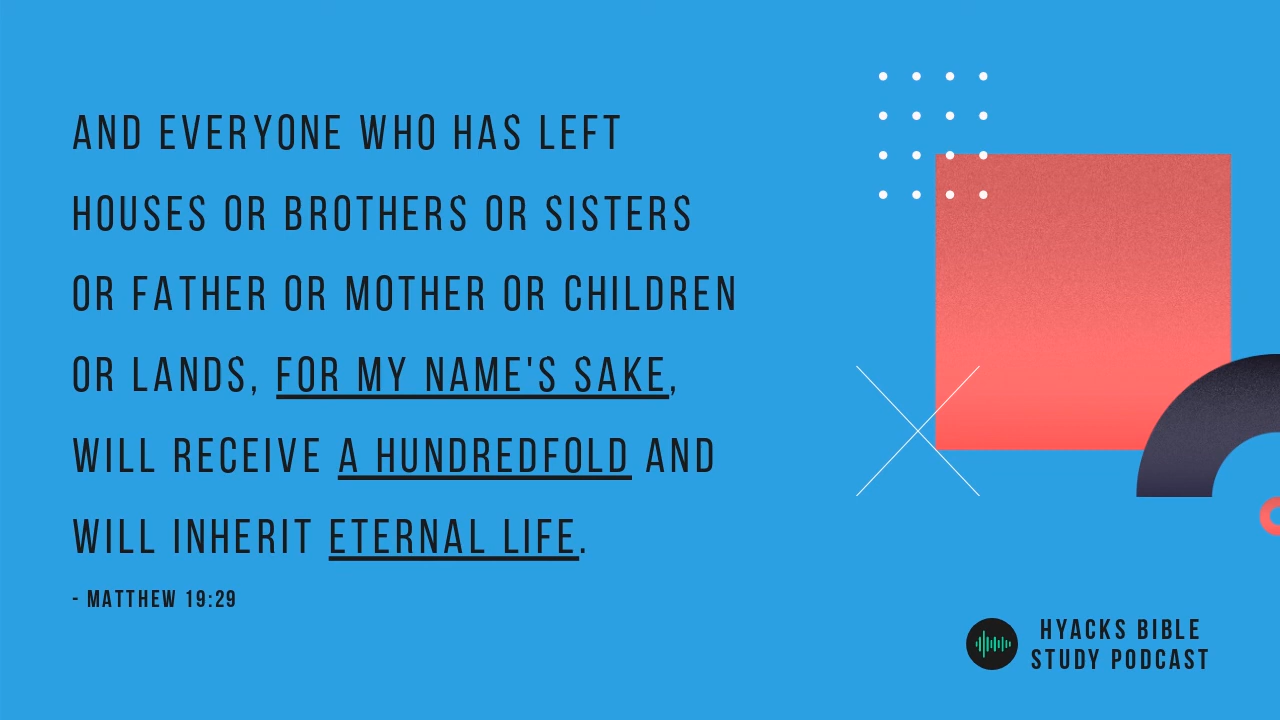 AND EVERYONE WHO HAS LEFT
HOUSES OR BROTHERS OR SISTERS
OR FATHER OR MOTHER OR CHILDREN
OR LANDS, FOR MY NAME'S SAKE,
WILL RECEIVE A HUNDREDFOLD AND
WILL INHERIT ETERNAL LIFE.
- MATTHEW 19:29
HYACKS BIBLE
STUDY PODCAST